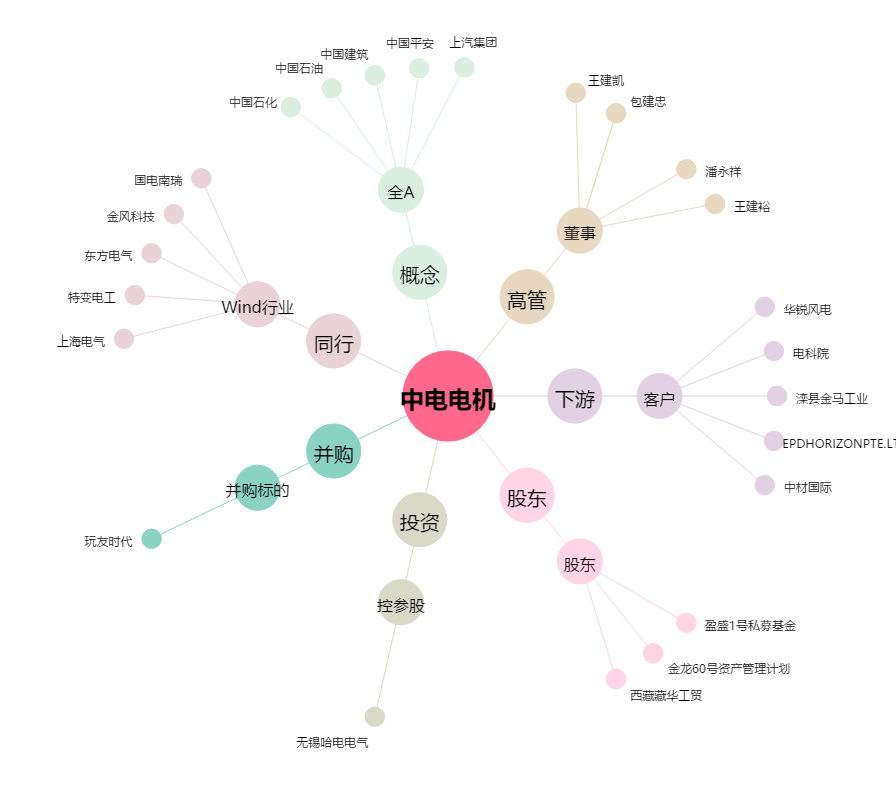 中国平安
上汽集团
中国建筑
中国石油
中国石化
王建凯
包建忠
潘永祥
王建裕
国电南瑞
金风科技
东方电气
特变电工
上海电气
全A
董事
概念
高管
Wind行业
同行
中电电机
下游
客户
华锐风电
电科院
滦县金马工业
EPDHORIZONPTE.LT
中材国际
并购
并购标的
玩友时代
投资
控参股
无锡哈电电气
股东
股东
盈盛1号私募基金
金龙60号资产管理计划
西藏藏华工贸